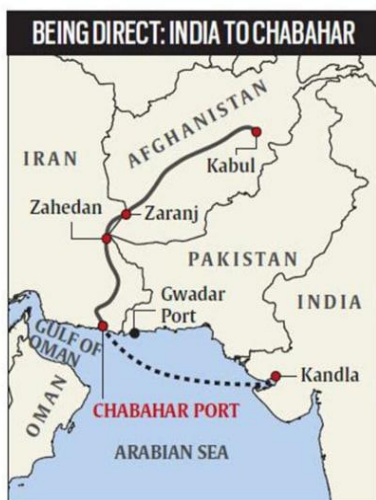 BEING DIRECT: INDIA TO CHABAHAR
AFGHANISTAN
IRAN
Kabul
Zahedan
Zaranj
PAKISTAN
Gwadar
Port
INDIA
GULF OF
OMAN
Kandla
OMAN
CHABAHAR PORT
ARABIAN SEA